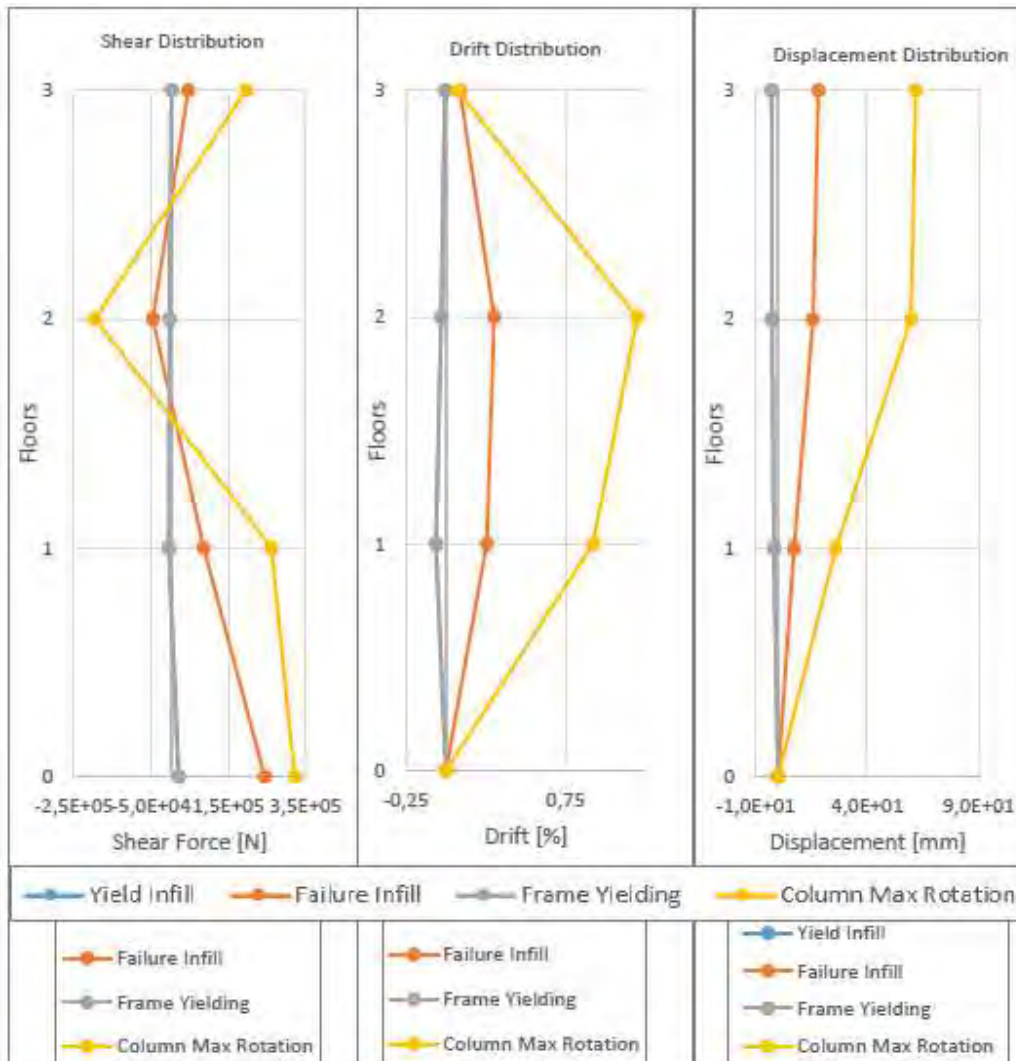 Shear Distribution
3
2
1
0
Floors
-2,5E+05 -5,0E+04 1,5E+05 3,5E+05
Shear Force [N]
Drift Distribution
3
2
1
0
Floors
-0,25 0,75
Drift [%]
Displacement Distribution
3
2
1
0
Floors
-1,0E+01 4,0E+01 9,0E+01
Displacement [mm]
Yield Infill Failure Infill Frame Yielding Column Max Rotation
Failure Infill
Frame Yielding
Column Max Rotation
Failure Infill
Frame Yielding
Column Max Rotation
Yield Infill
Failure Infill
Frame Yielding
Column Max Rotation